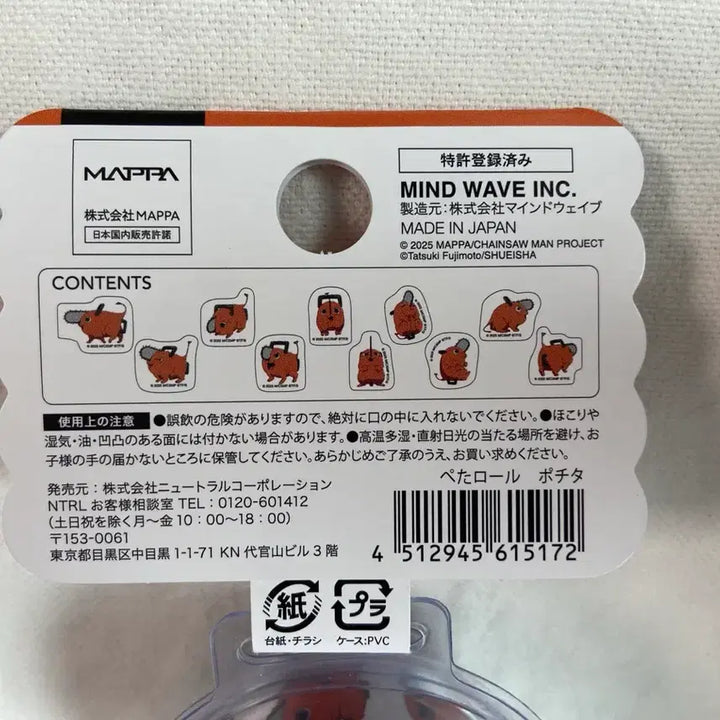 MAPPA
株式会社MAPPA
日本国内販売許諾
特許登録済み
MIND WAVE INC.
製造元：株式会社マインドウェイブ
MADE IN JAPAN
© 2025 MAPPA/CHAINSAW MAN PROJECT
©Tatsuki Fujimoto/SHUEISHA
CONTENTS
使用上の注意 ●誤飲の危険がありますので、絶対に口の中に入れないでください。●ほこりや
湿気・油・凹凸のある面には付かない場合があります。●高温多湿・直射日光の当たる場所を避け、お
子様の手の届かないところに保管してください。あらかじめご了承のうえ、お買い求めください。
発売元：株式会社ニュートラルコーポレーション
NTRL お客様相談室 TEL：0120-601412
（土日祝を除く月～金 10：00～18：00）
〒153-0061
東京都目黒区中目黒 1-1-71 KN 代官山ビル 3 階
ぺたロール ポチタ
4 512945 615172
紙
台紙・チラシ
プラ
ケース:PVC